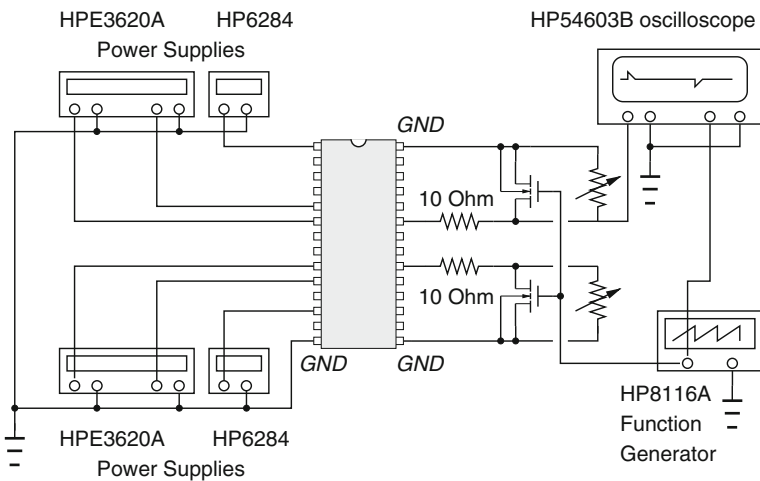 HPE3620A HP6284
Power Supplies
HP54603B oscilloscope
GND
10 Ohm
10 Ohm
GND GND
HPE3620A HP6284
Power Supplies
HP8116A
Function
Generator